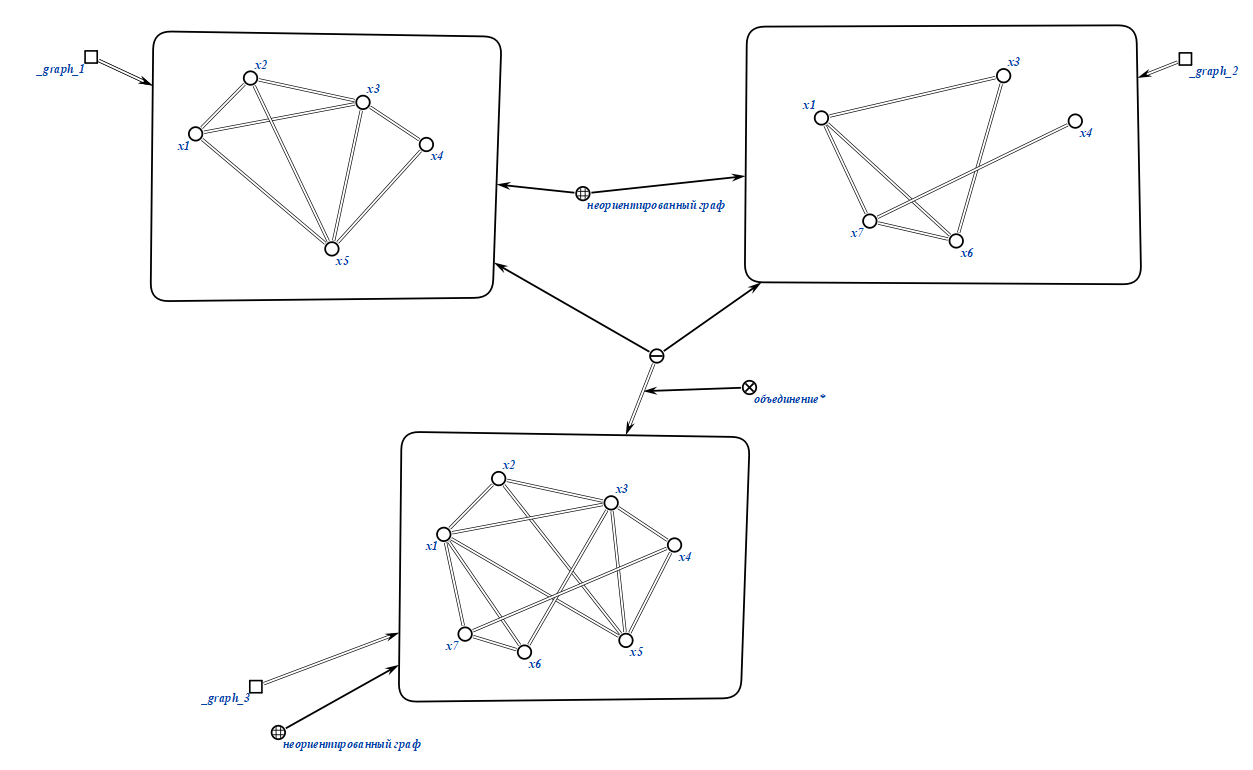 _graph_1
x2
x3
x1
x4
x5
неориентированный граф
x3
_graph_2
x1
x4
x7
x6
объединение*
x2
x3
x1
x4
x7
x6
x5
_graph_3
неориентированный граф